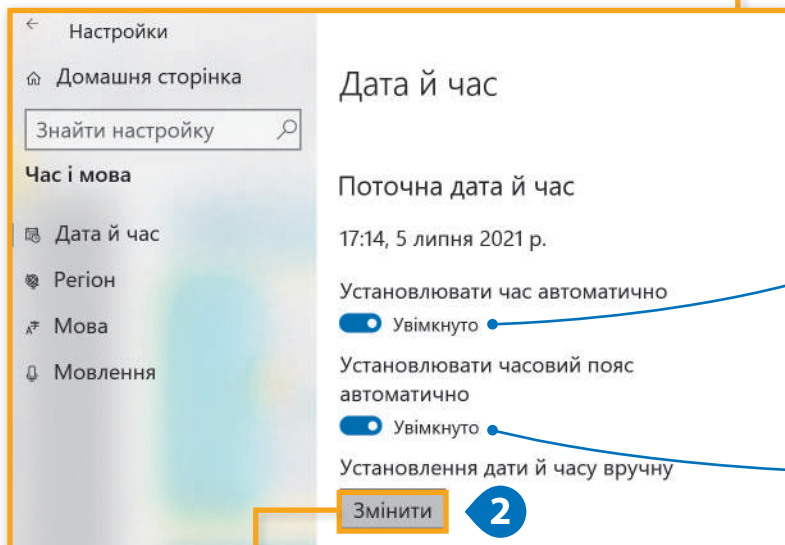 Настройки
Домашня сторінка
Знайти настройку
Час і мова
Дата й час
Регіон
Мова
Мовлення
Дата й час
Поточна дата й час
17:14, 5 липня 2021 р.
Установлювати час автоматично
Увімкнуто
Установлювати часовий пояс
автоматично
Увімкнуто
Установлення дати й часу вручну
Змінити
2